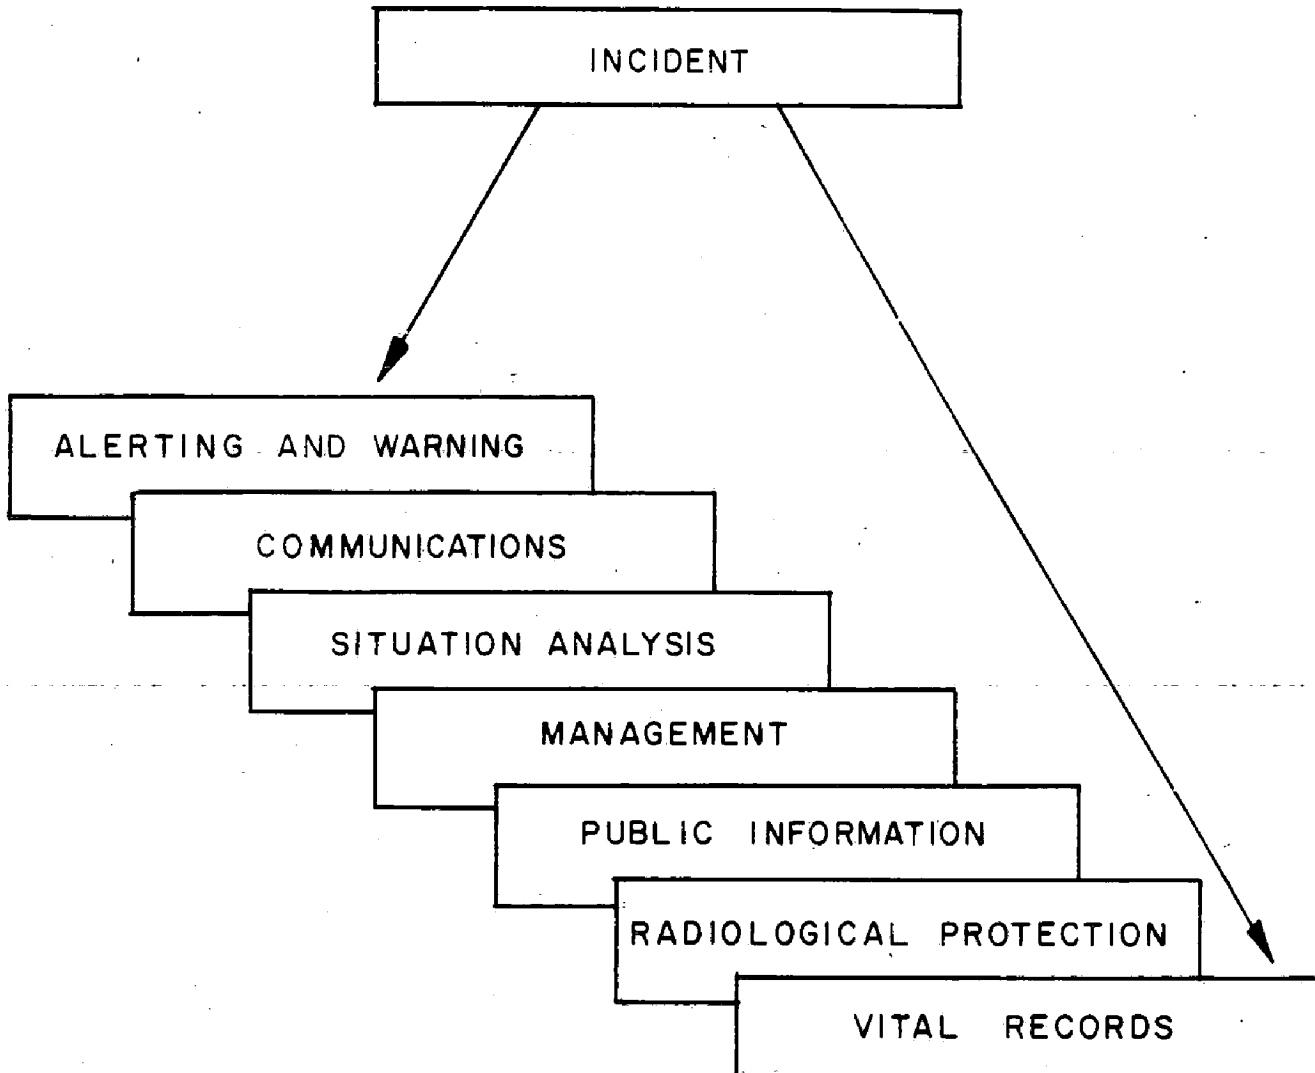 INCIDENT
ALERTING AND WARNING
COMMUNICATIONS
SITUATION ANALYSIS
MANAGEMENT
PUBLIC INFORMATION
RADIOLOGICAL PROTECTION
VITAL RECORDS